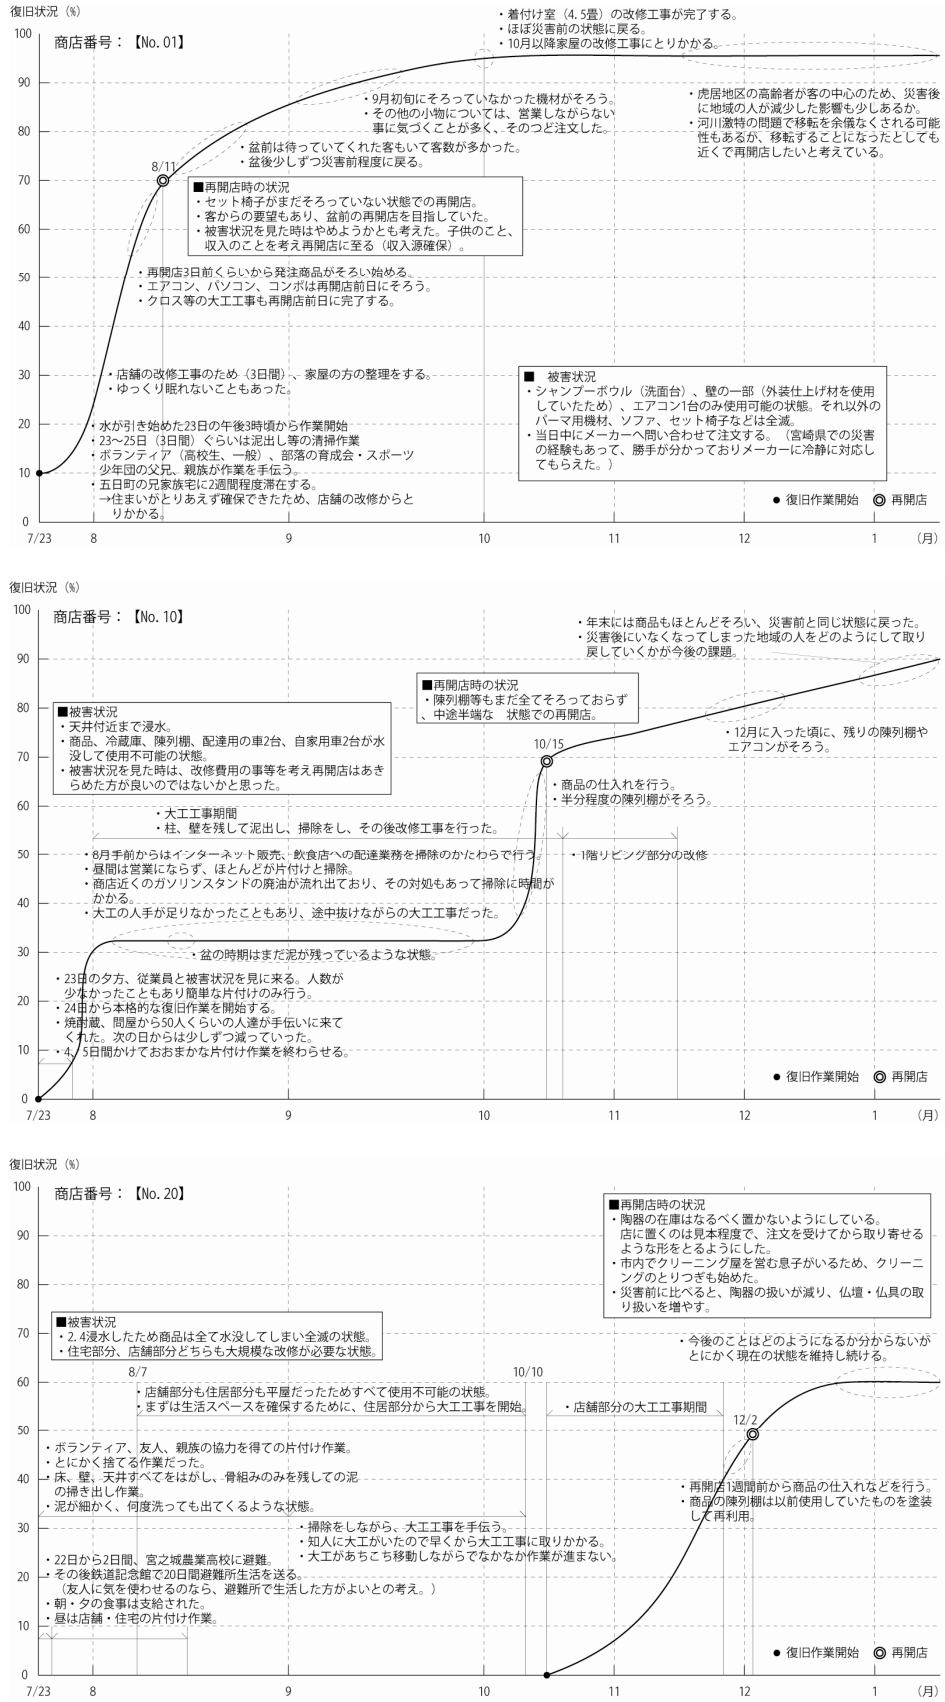 復旧状況（%）
商店番号：【No. 01】
100
90
80
70
60
50
40
30
20
10
0
・着付け室（4.5畳）の改修工事が完了する。
・ほぼ災害前の状態に戻る。
・10月以降家屋の改修工事にとりかかる。
・虎居地区の高齢者が客の中心のため、災害後
に地域の人が減少した影響も少しあるか。
・河川激特の問題で移転を余儀なくされる可能
性もあるが、移転することになったとしても
近くで再開店したいと考えている。
・9月初旬にそろっていなかった機材がそろう。
・その他の小物については、営業しながらない
事に気づくことが多く、そのつど注文した。
・盆前は待っていてくれた客もいて客数が多かった。
・盆後少しずつ災害前程度に戻る。
8/11
■再開店時の状況
・セット椅子がまだそろっていない状態での再開店。
・客からの要望もあり、盆前の再開店を目指していた。
・被害状況を見た時はやめようかとも考えた。子供のこと、
収入のことを考え再開店に至る（収入源確保）。
・再開店3日前くらいから発注商品がそろい始める。
・エアコン、パソコン、コンポは再開店前日にそろう。
・クロス等の大工工事も再開店前日に完了する。
・店舗の改修工事のため（3日間）、家屋の方の整理をする。
・ゆっくり眠れないこともあった。
・水が引き始めた23日の午後3時頃から作業開始
・23～25日（3日間）ぐらいは泥出し等の清掃作業
・ボランティア（高校生、一般）、部落の育成会・スポーツ
少年団の父兄、親族が作業を手伝う。
・五日町の兄家族宅に2週間程度滞在する。
→住まいがとりあえず確保できたため、店舗の改修からと
りかかる。
■　被害状況
・シャンプーボウル（洗面台）、壁の一部（外装仕上げ材を使用
していたため）、エアコン1台のみ使用可能の状態。それ以外の
パーマ用機材、ソファ、セット椅子などは全滅。
・当日中にメーカーへ問い合わせて注文する。（宮崎県での災害
の経験もあって、勝手が分かっておりメーカーに冷静に対応し
てもらえた。）
● 復旧作業開始　◎ 再開店
7/23　8　9　10　11　12　1　（月）
復旧状況（%）
商店番号：【No. 10】
100
90
80
70
60
50
40
30
20
10
0
・年末には商品もほとんどそろい、災害前と同じ状態に戻った。
・災害後にいなくなってしまった地域の人をどのようにして取り
戻していくかが今後の課題。
■再開店時の状況
・陳列棚等もまだ全てそろっておらず
、中途半端な　状態での再開店。
■被害状況
・天井付近まで浸水。
・商品、冷蔵庫、陳列棚、配達用の車2台、自家用車2台が水
没して使用不可能の状態。
・被害状況を見た時は、改修費用の事等を考え再開店はあき
らめた方が良いのではないかと思った。
・12月に入った頃に、残りの陳列棚や
エアコンがそろう。
10/15
・商品の仕入れを行う。
・半分程度の陳列棚がそろう。
・大工工事期間
・柱、壁を残して泥出し、掃除をし、その後改修工事を行った。
・8月手前からはインターネット販売、飲食店への配達業務を掃除のかたわらで行う。
・昼間は営業にならず、ほとんどが片付けと掃除。
・商店近くのガソリンスタンドの廃油が流れ出ており、その対処もあって掃除に時間が
かかる。
・大工の人手が足りなかったこともあり、途中抜けながらの大工工事だった。
・1階リビング部分の改修
・盆の時期はまだ泥が残っているような状態。
・23日の夕方、従業員と被害状況を見に来る。人数が
少なかったこともあり簡単な片付けのみ行う。
・24日から本格的な復旧作業を開始する。
・焼酎蔵、問屋から50人くらいの人達が手伝いに来て
くれた。次の日からは少しずつ減っていった。
・4、5日間かけておおまかな片付け作業を終わらせる。
● 復旧作業開始　◎ 再開店
7/23　8　9　10　11　12　1　（月）
復旧状況（%）
商店番号：【No. 20】
100
90
80
70
60
50
40
30
20
10
0
■再開店時の状況
・陶器の在庫はなるべく置かないようにしている。
店に置くのは見本程度で、注文を受けてから取り寄せる
ような形をとるようにした。
・市内でクリーニング屋を営む息子がいるため、クリーニ
ングのとりつぎも始めた。
・災害前に比べると、陶器の扱いが減り、仏壇・仏具の取
り扱いを増やす。
■被害状況
・2.4浸水したため商品は全て水没してしまい全滅の状態。
・住宅部分、店舗部分どちらも大規模な改修が必要な状態。
・今後のことはどのようになるか分からないが
とにかく現在の状態を維持し続ける。
8/7
10/10
・店舗部分も住居部分も平屋だったためすべて使用不可能の状態。
・まずは生活スペースを確保するために、住居部分から大工工事を開始。
・店舗部分の大工工事期間
12/2
・ボランティア、友人、親族の協力を得ての片付け作業。
・とにかく捨てる作業だった。
・床、壁、天井すべてをはがし、骨組みのみを残しての泥
の掃き出し作業。
・泥が細かく、何度洗っても出てくるような状態。
・再開店1週間前から商品の仕入れなどを行う。
・商品の陳列棚は以前使用していたものを塗装
して再利用。
・掃除をしながら、大工工事を手伝う。
・知人に大工がいたので早くから大工工事に取りかかる。
・大工があちこち移動しながらでなかなか作業が進まない。
・22日から2日間、宮之城農業高校に避難。
・その後鉄道記念館で20日間避難所生活を送る。
（友人に気を使わせるのなら、避難所で生活した方がよいとの考え。）
・朝・夕の食事は支給された。
・昼は店舗・住宅の片付け作業。
● 復旧作業開始　◎ 再開店
7/23　8　9　10　11　12　1　（月）